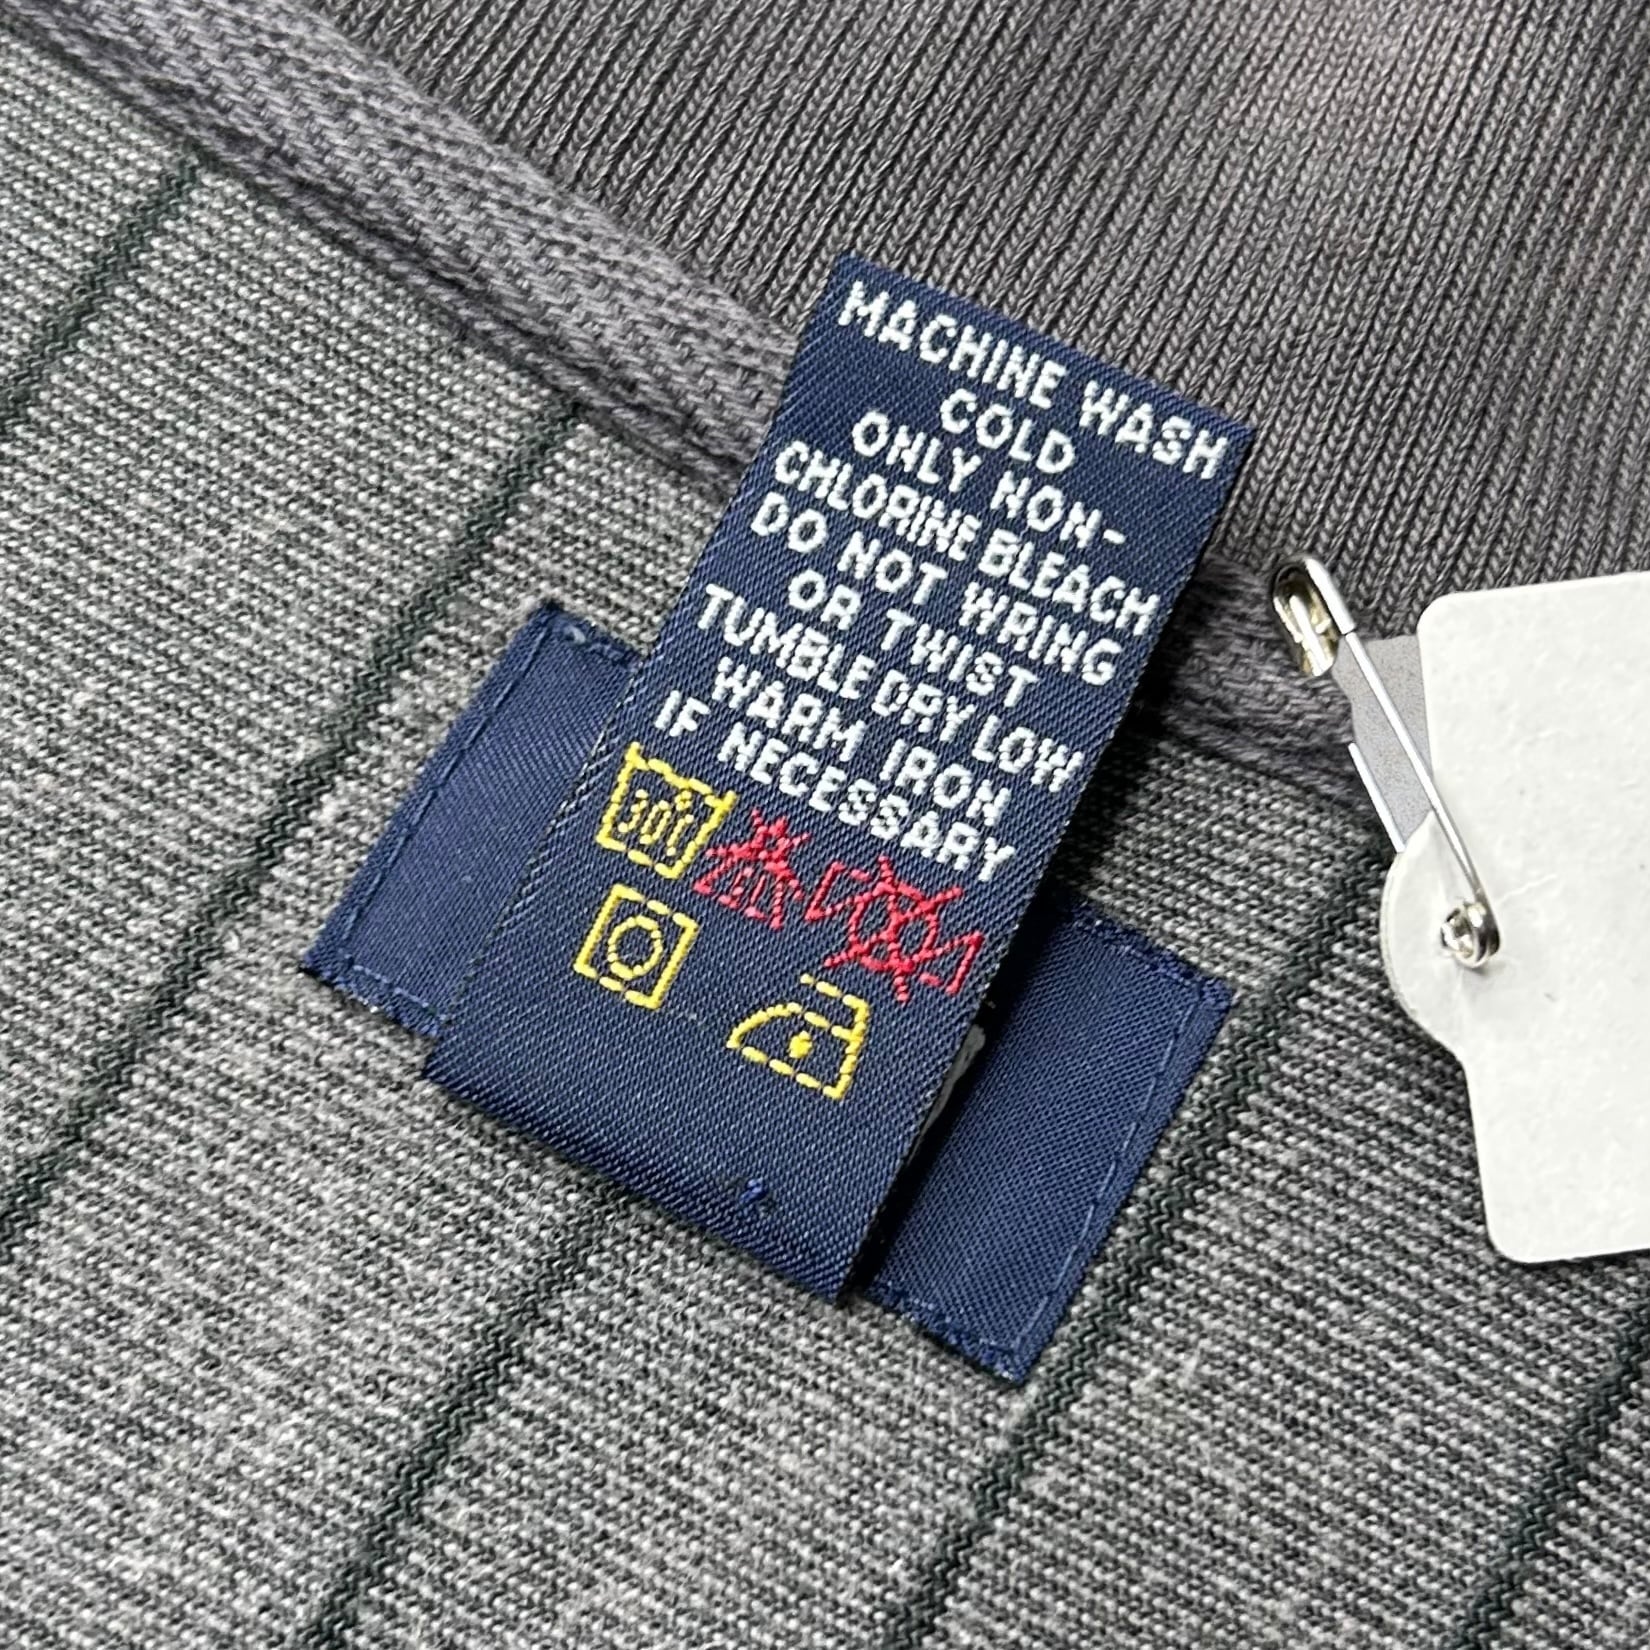 MACHINE WASH
COLD
ONLY NON-
CHLORINE BLEACH
DO NOT WRING
OR TWIST
TUMBLE DRY LOW
WARM IRON
IF NECESSARY
30°